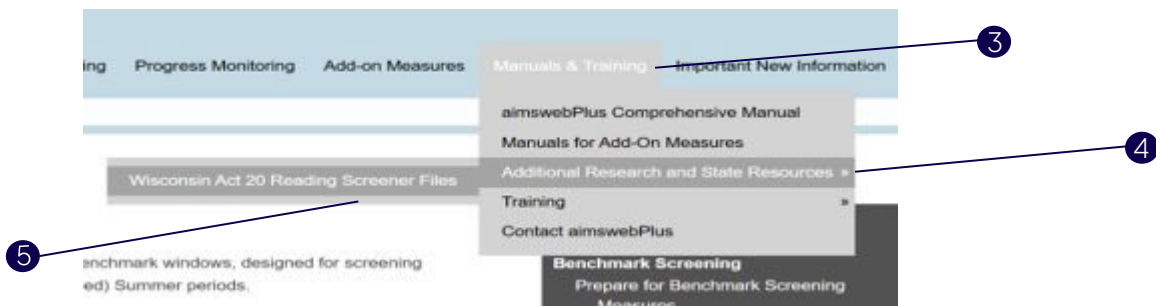 3
ing Progress Monitoring Add-on Measures Manuals & Training Important New Information
aimswebPlus Comprehensive Manual
Manuals for Add-On Measures
4
Wisconsin Act 20 Reading Screener Files Additional Research and State Resources »
Training »
Contact aimswebPlus
5
enchmark windows, designed for screening
ed) Summer periods.
Benchmark Screening
Prepare for Benchmark Screening
Measures